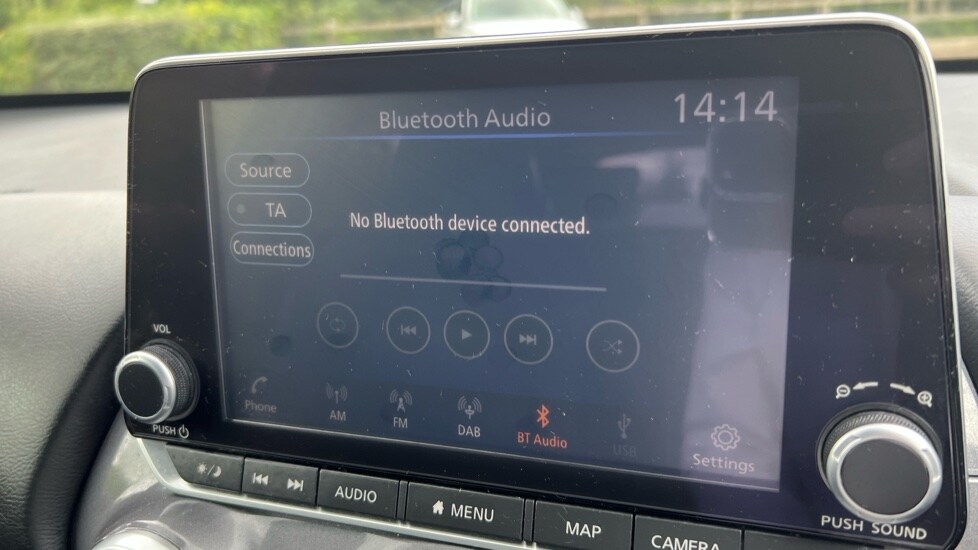 Bluetooth Audio
14:14
Source
TA
No Bluetooth device connected.
Connections
VOL
PUSH
Phone
AM
FM
DAB
BT Audio
USB
Settings
AUDIO
MENU
MAP
CAMERA
PUSH SOUND